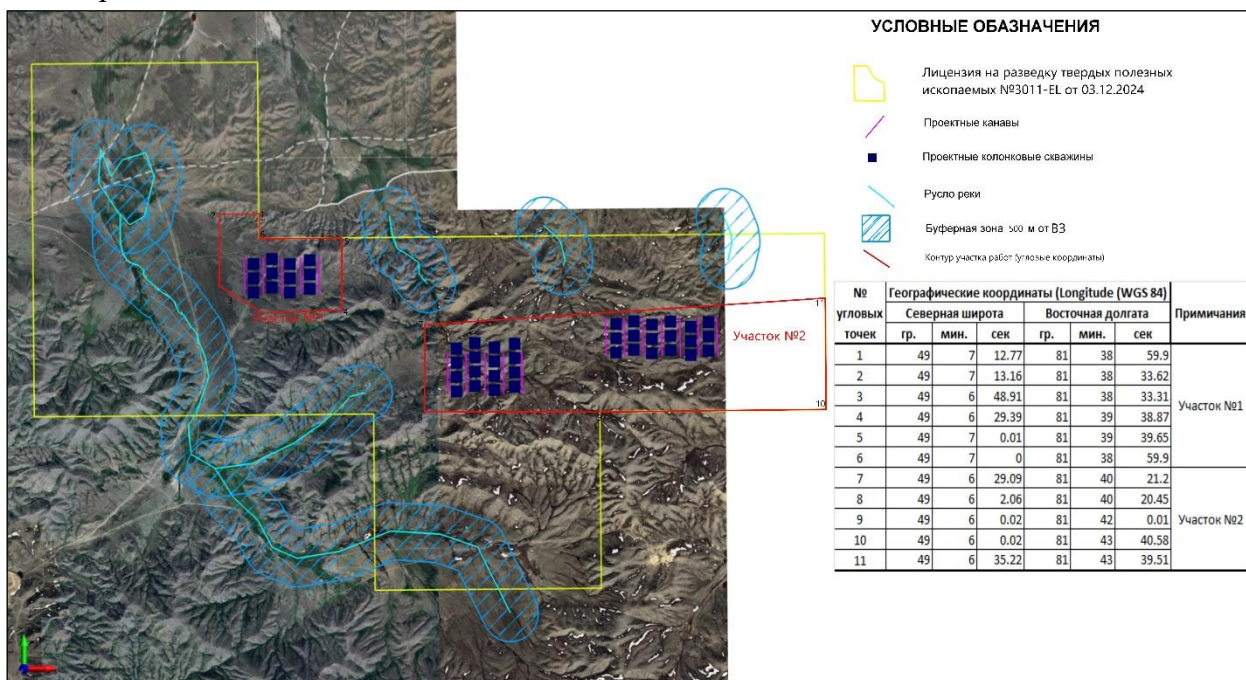 УСЛОВНЫЕ ОБАЗНАЧЕНИЯ
Лицензия на разведку твердых полезных
ископаемых №3011-EL от 03.12.2024
Проектные канавы
Проектные колонковые скважины
Русло реки
Буферная зона 500 м от ВЗ
Контур участка работ (угловые координаты)
Участок №2
10
№ угловых точек Географические координаты (Longitude (WGS 84) Примичания
Северная широта Восточная долгата
гр. мин. сек гр. мин. сек
1 49 7 12.77 81 38 59.9
2 49 7 13.16 81 38 33.62
3 49 6 48.91 81 38 33.31
4 49 6 29.39 81 39 38.87
5 49 7 0.01 81 39 39.65
6 49 7 0 81 38 59.9
Участок №1
7 49 6 29.09 81 40 21.2
8 49 6 2.06 81 40 20.45
9 49 6 0.02 81 42 0.01
10 49 6 0.02 81 43 40.58
11 49 6 35.22 81 43 39.51
Участок №2